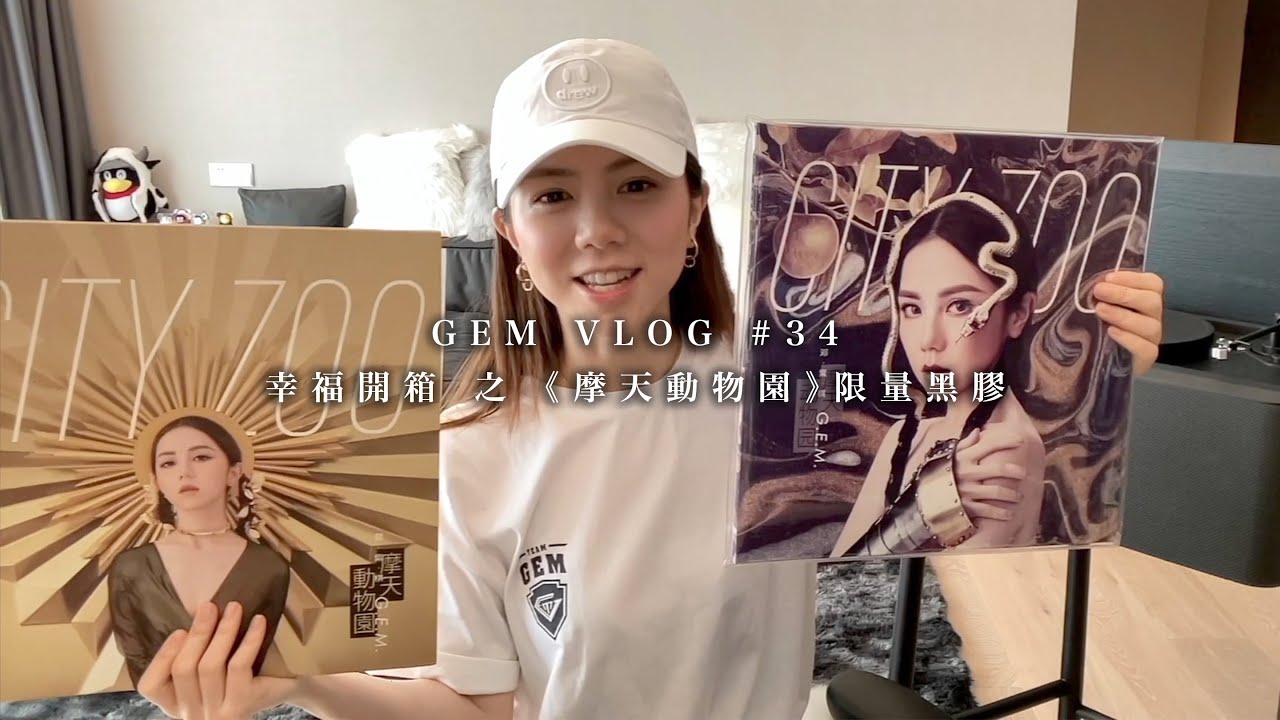 drew
CITY ZOO
CITY ZOO
GEM VLOG #34
幸福開箱 之 《摩天動物園》限量黑膠
G.E.M.
TEAM
GEM
摩天
動物園
G.E.M.